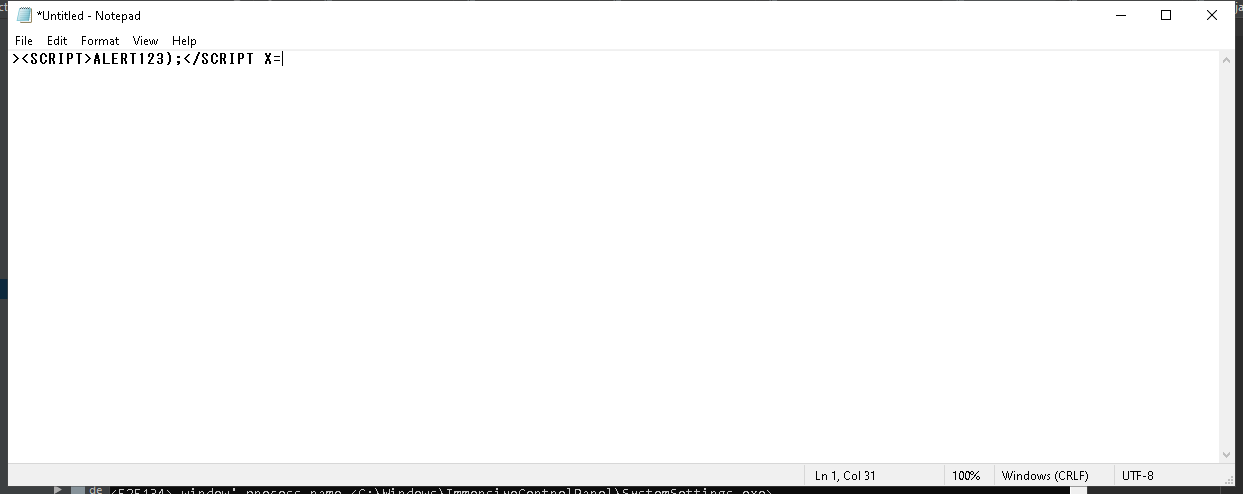 *Untitled - Notepad
File Edit Format View Help
><SCRIPT>ALERT123);</SCRIPT X=
Ln 1, Col 31 100% Windows (CRLF) UTF-8
de <525134> window' process name <C:\Windows\ImmersiveControlPanel\SystemSettings.exe>